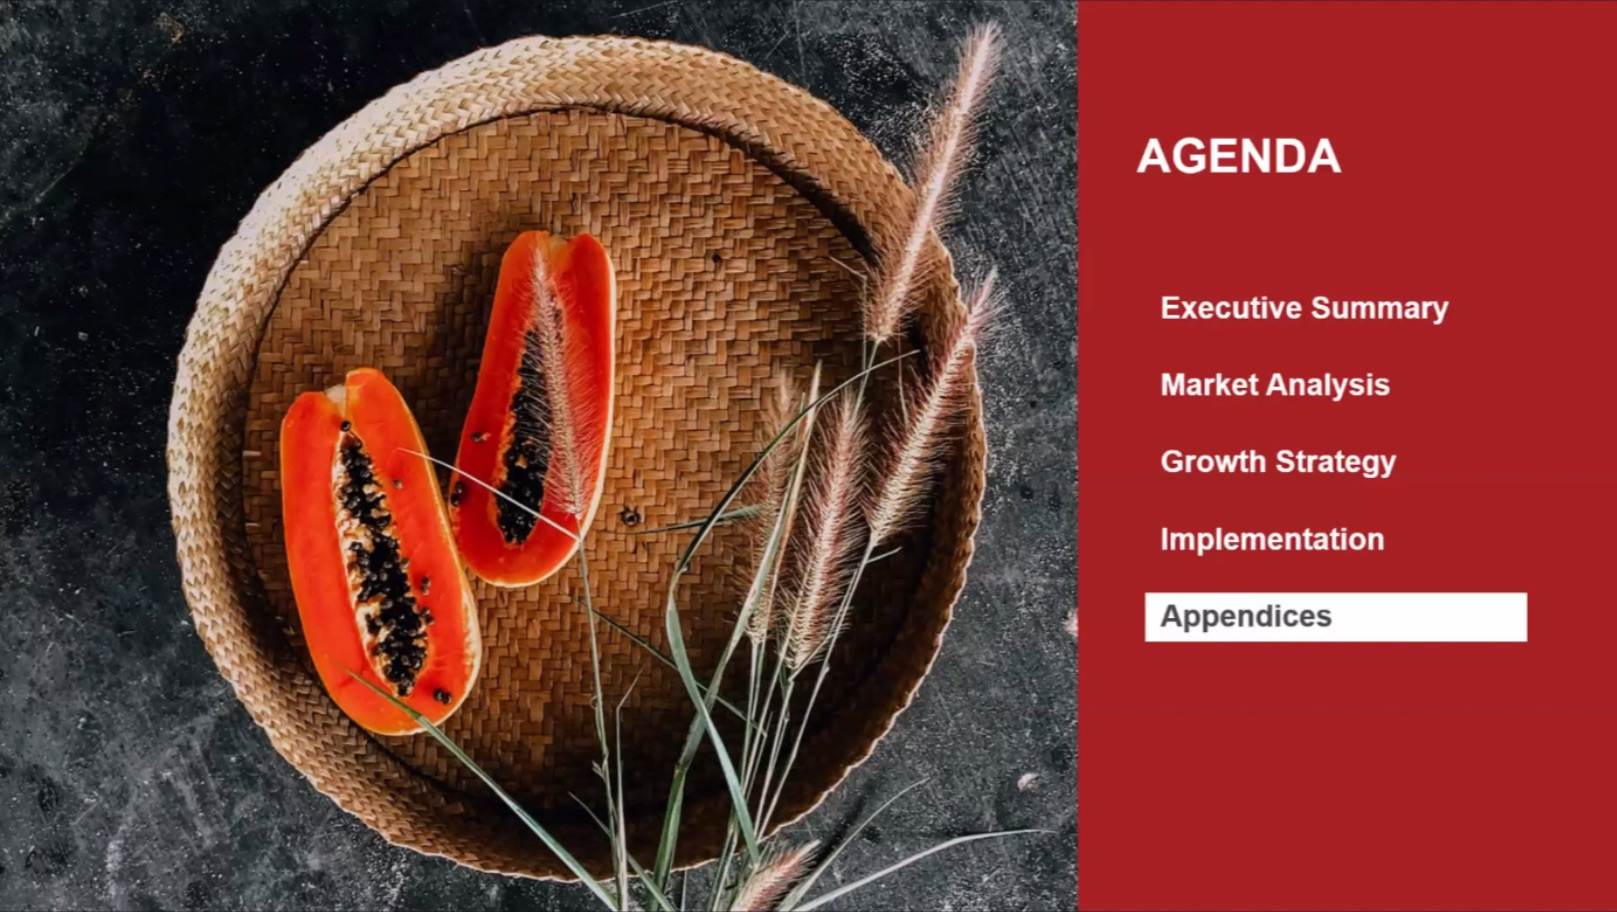 AGENDA
Executive Summary
Market Analysis
Growth Strategy
Implementation
Appendices